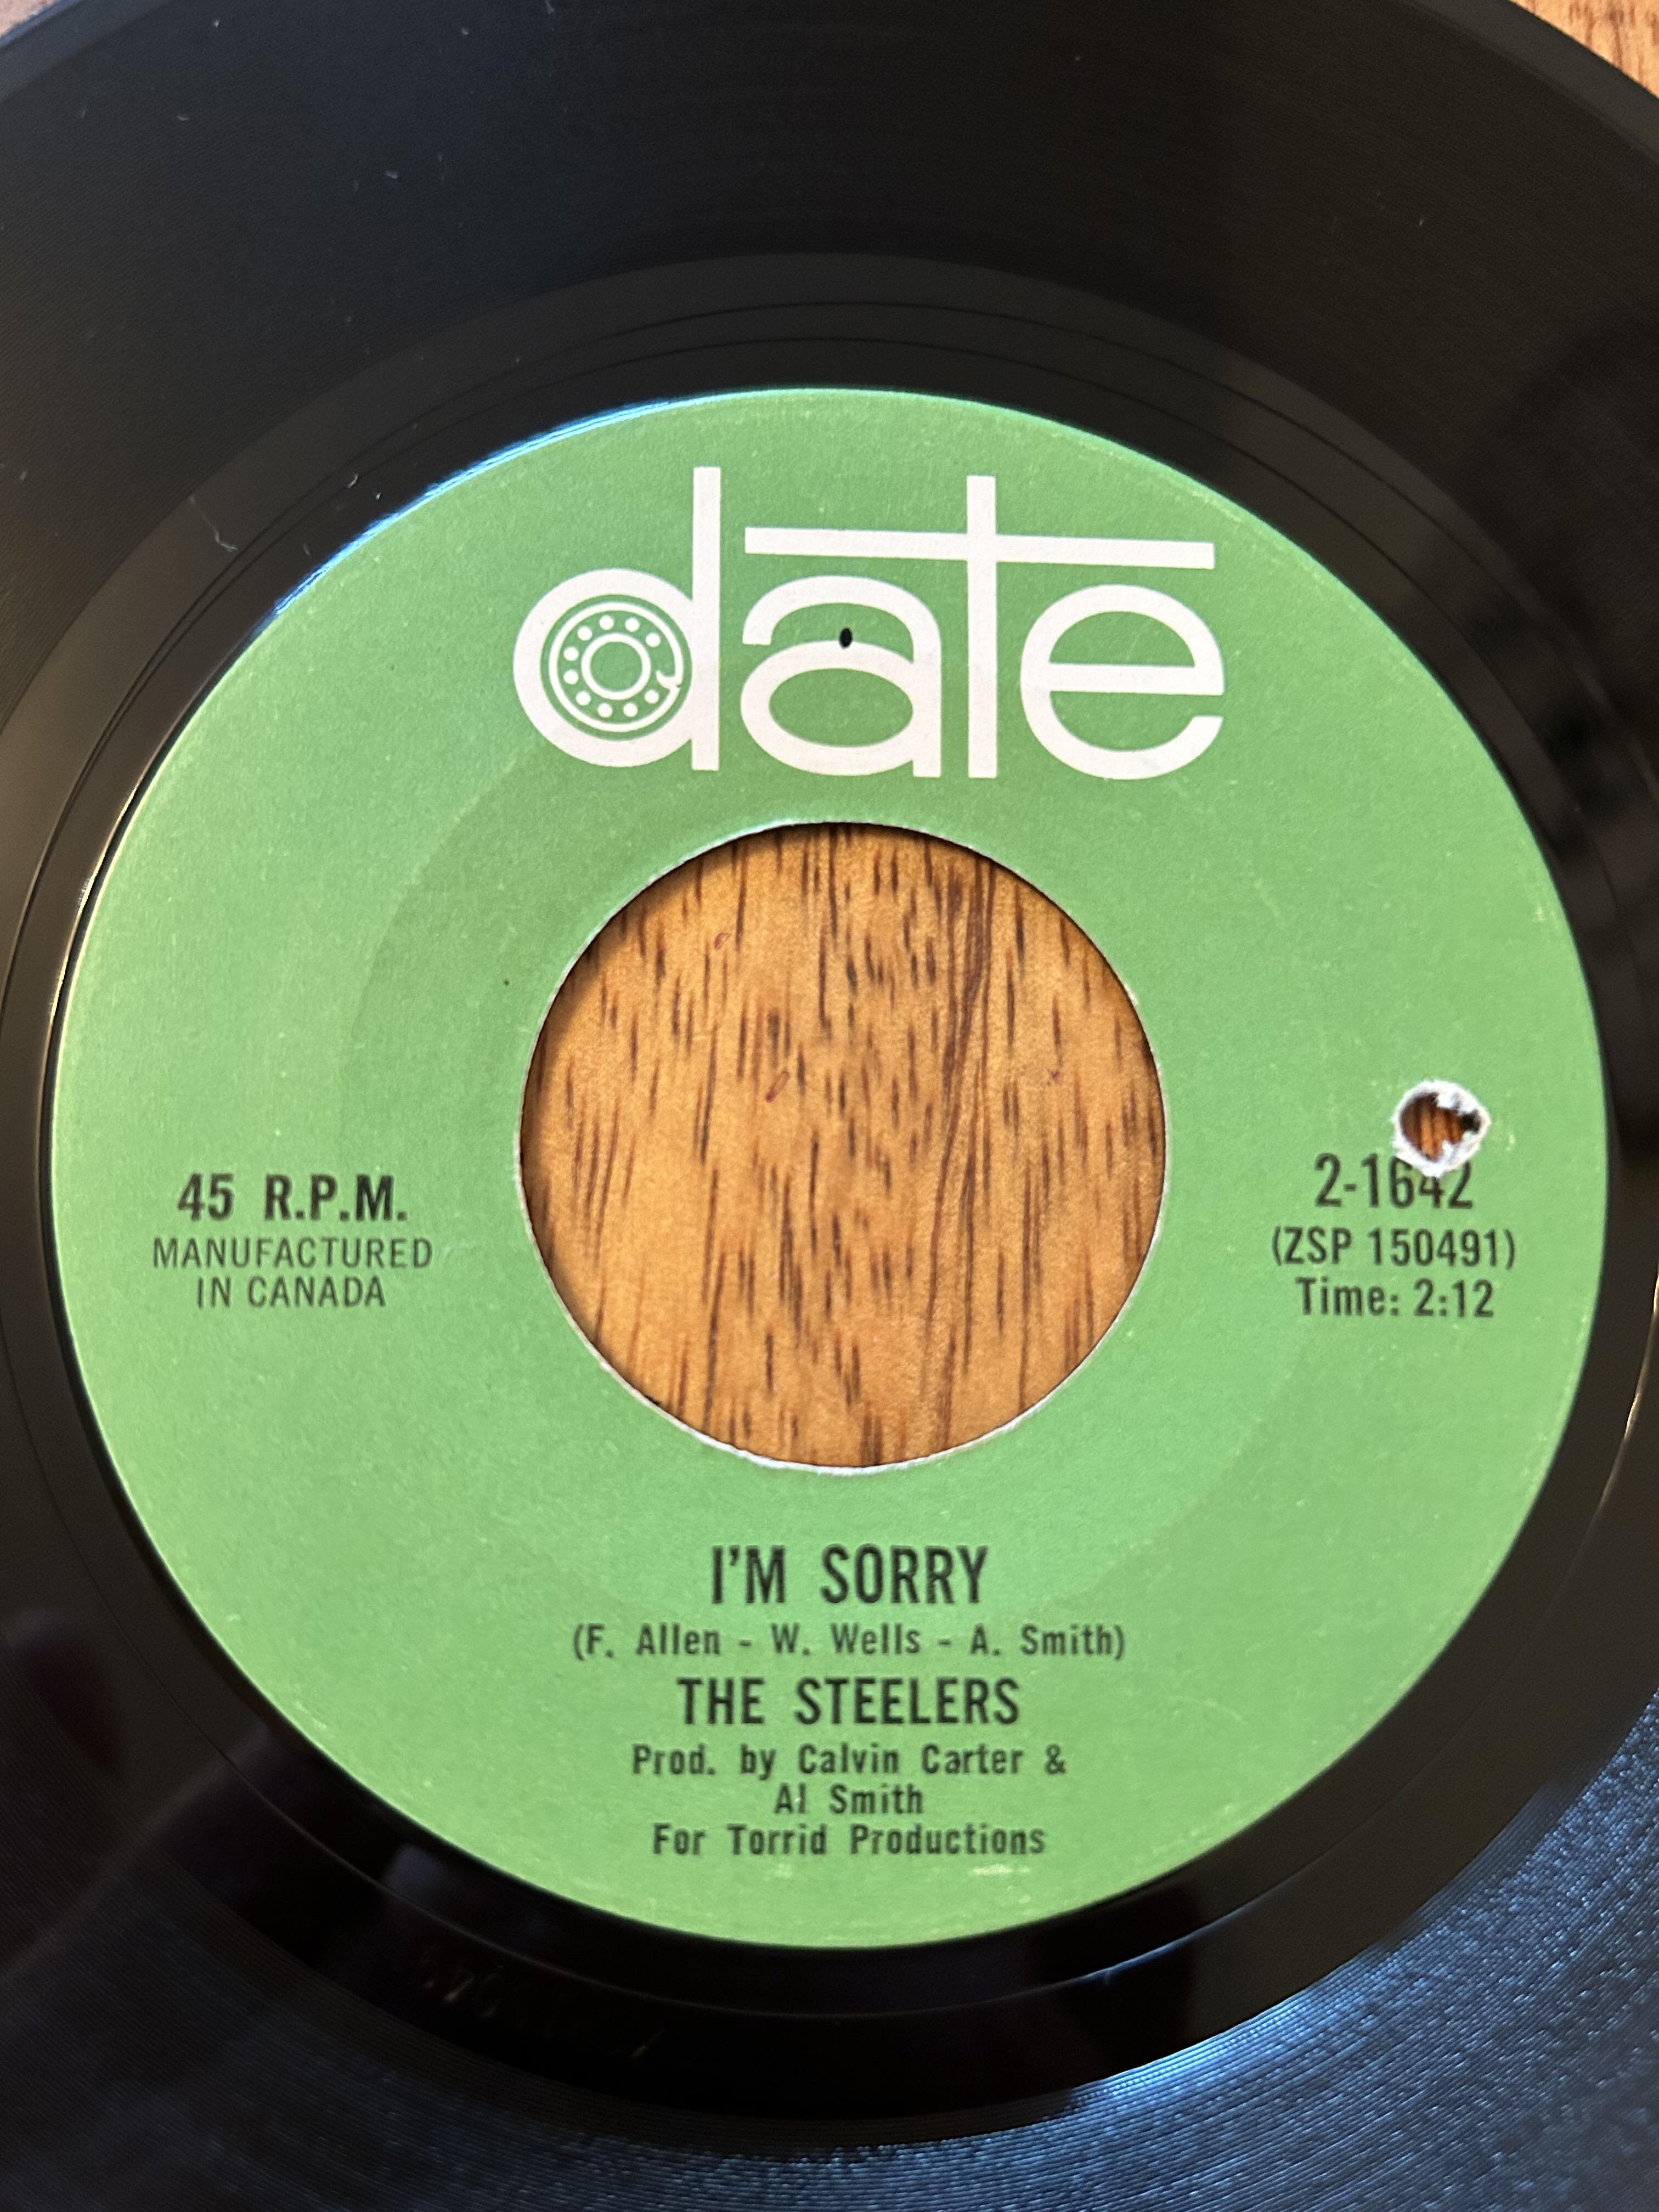 date
45 R.P.M.
MANUFACTURED
IN CANADA
2-1642
(ZSP 150491)
Time: 2:12
I'M SORRY
(F. Allen - W. Wells - A. Smith)
THE STEELERS
Prod. by Calvin Carter &
Al Smith
For Torrid Productions